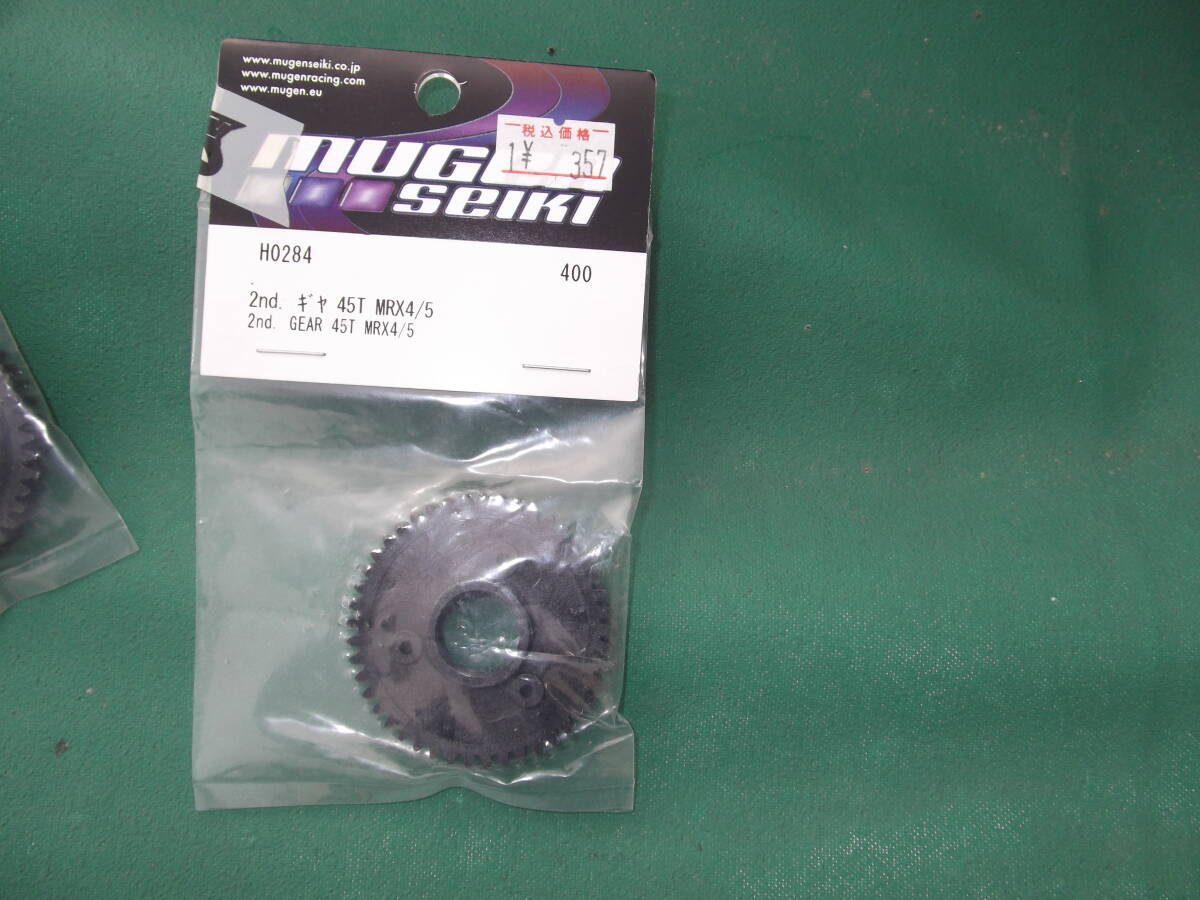 www.mugenseiki.co.jp
www.mugenracing.com
www.mugen.eu
税込価格
1¥ 357
SEIKI
H0284
400
2nd. ギヤ 45T MRX4/5
2nd. GEAR 45T MRX4/5